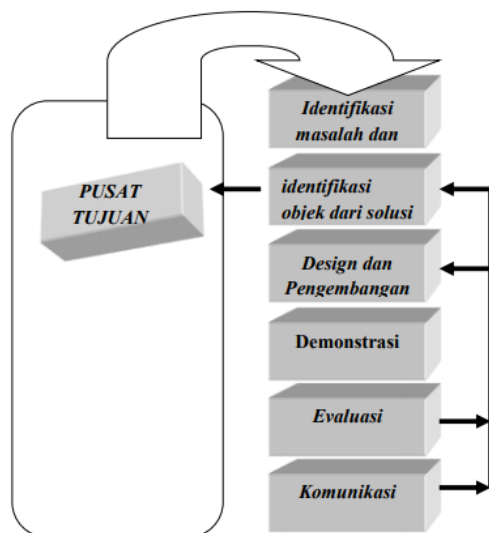 Identifikasi
masalah dan
PUSAT
TUJUAN
identifikasi
objek dari solusi
Design dan
Pengembangan
Demonstrasi
Evaluasi
Komunikasi